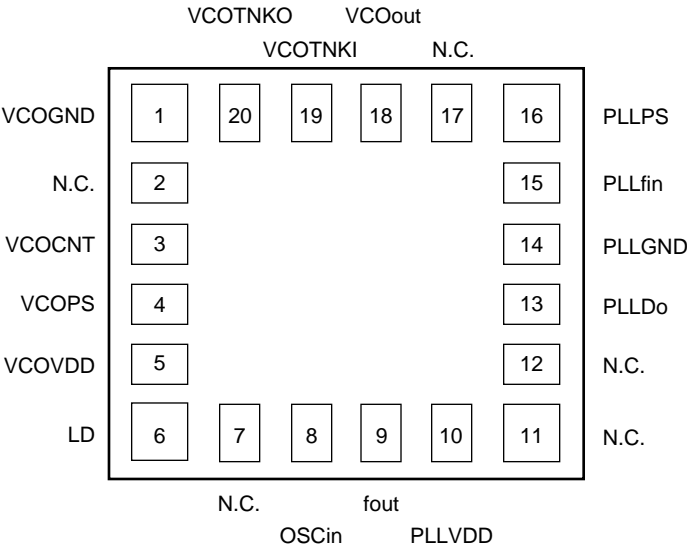 VCOTNKO VCOout
VCOTNKI N.C.
VCOGND 1 20 19 18 17 16 PLLPS
N.C. 2 15 PLLfin
VCOCNT 3 14 PLLGND
VCOPS 4 13 PLLDo
VCOVDD 5 12 N.C.
LD 6 7 8 9 10 11 N.C.
N.C. fout
OSCin PLLVDD